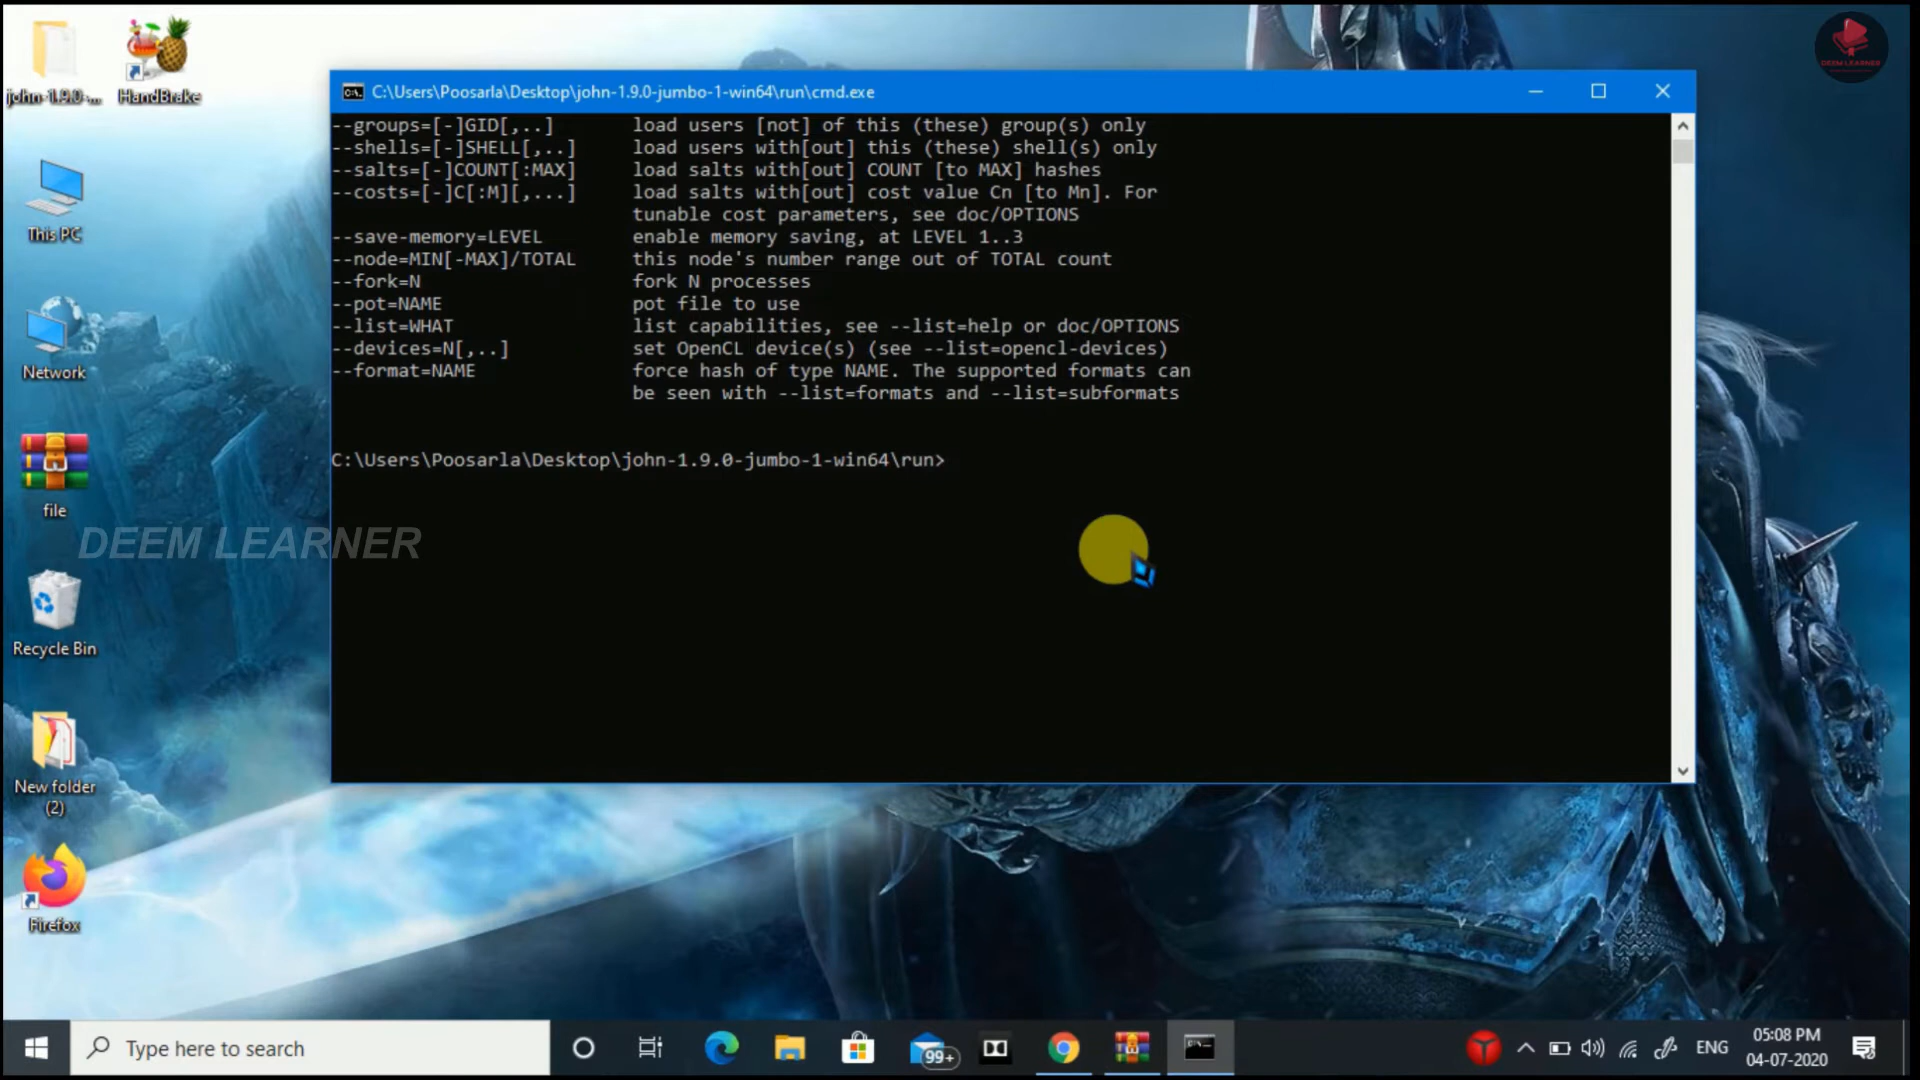 john-1.9.0-...
HandBrake
DEEM LEARNER
C:\Users\Poosarla\Desktop\john-1.9.0-jumbo-1-win64\run\cmd.exe
--groups=[-]GID[,..] load users [not] of this (these) group(s) only
--shells=[-]SHELL[,..] load users with[out] this (these) shell(s) only
--salts=[-]COUNT[:MAX] load salts with[out] COUNT [to MAX] hashes
--costs=[-]C[:M][,...] load salts with[out] cost value Cn [to Mn]. For
tunable cost parameters, see doc/OPTIONS
--save-memory=LEVEL enable memory saving, at LEVEL 1..3
--node=MIN[-MAX]/TOTAL this node's number range out of TOTAL count
--fork=N fork N processes
--pot=NAME pot file to use
--list=WHAT list capabilities, see --list=help or doc/OPTIONS
--devices=N[,..] set OpenCL device(s) (see --list=opencl-devices)
--format=NAME force hash of type NAME. The supported formats can
be seen with --list=formats and --list=subformats
C:\Users\Poosarla\Desktop\john-1.9.0-jumbo-1-win64\run>
This PC
Network
file
DEEM LEARNER
Recycle Bin
New folder
(2)
Firefox
Type here to search
99+
ENG
05:08 PM
04-07-2020